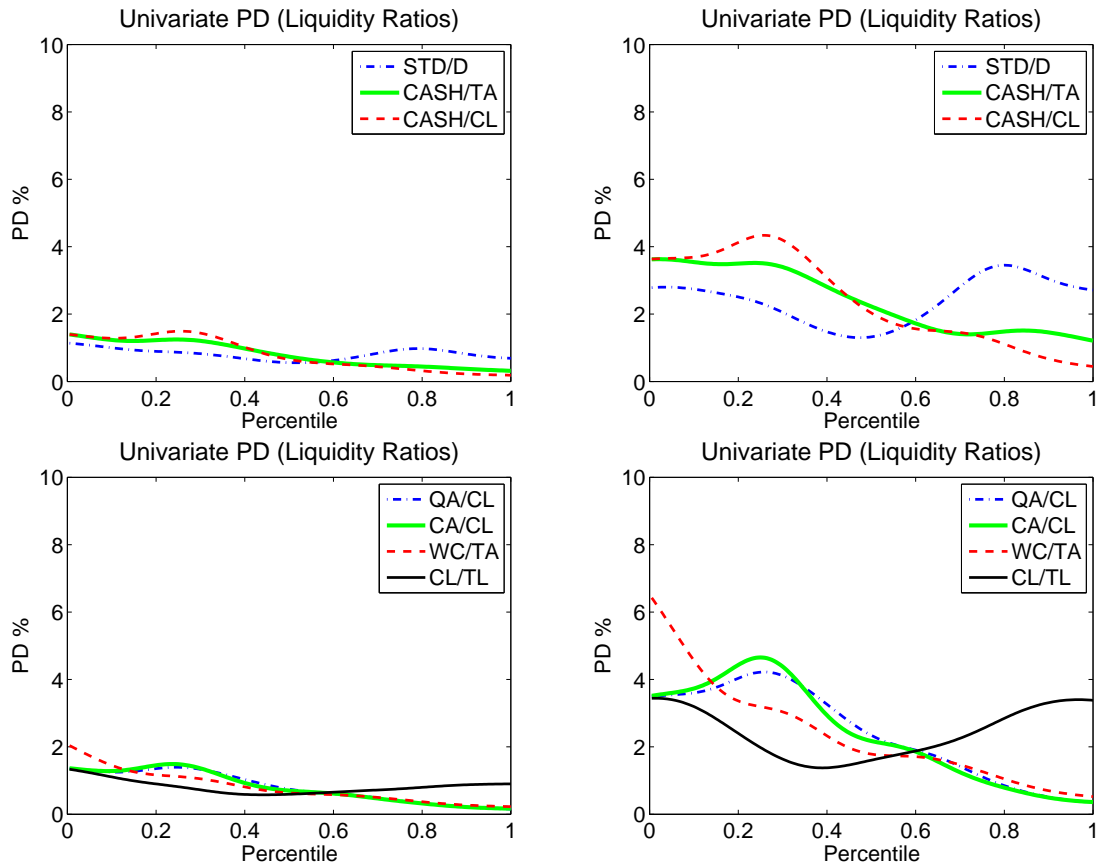 Univariate PD (Liquidity Ratios)
10
8
6
4
2
0
PD %
STD/D
CASH/TA
CASH/CL
0 0.2 0.4 0.6 0.8 1
Percentile
Univariate PD (Liquidity Ratios)
10
8
6
4
2
0
PD %
STD/D
CASH/TA
CASH/CL
0 0.2 0.4 0.6 0.8 1
Percentile
Univariate PD (Liquidity Ratios)
10
8
6
4
2
0
PD %
QA/CL
CA/CL
WC/TA
CL/TL
0 0.2 0.4 0.6 0.8 1
Percentile
Univariate PD (Liquidity Ratios)
10
8
6
4
2
0
PD %
QA/CL
CA/CL
WC/TA
CL/TL
0 0.2 0.4 0.6 0.8 1
Percentile